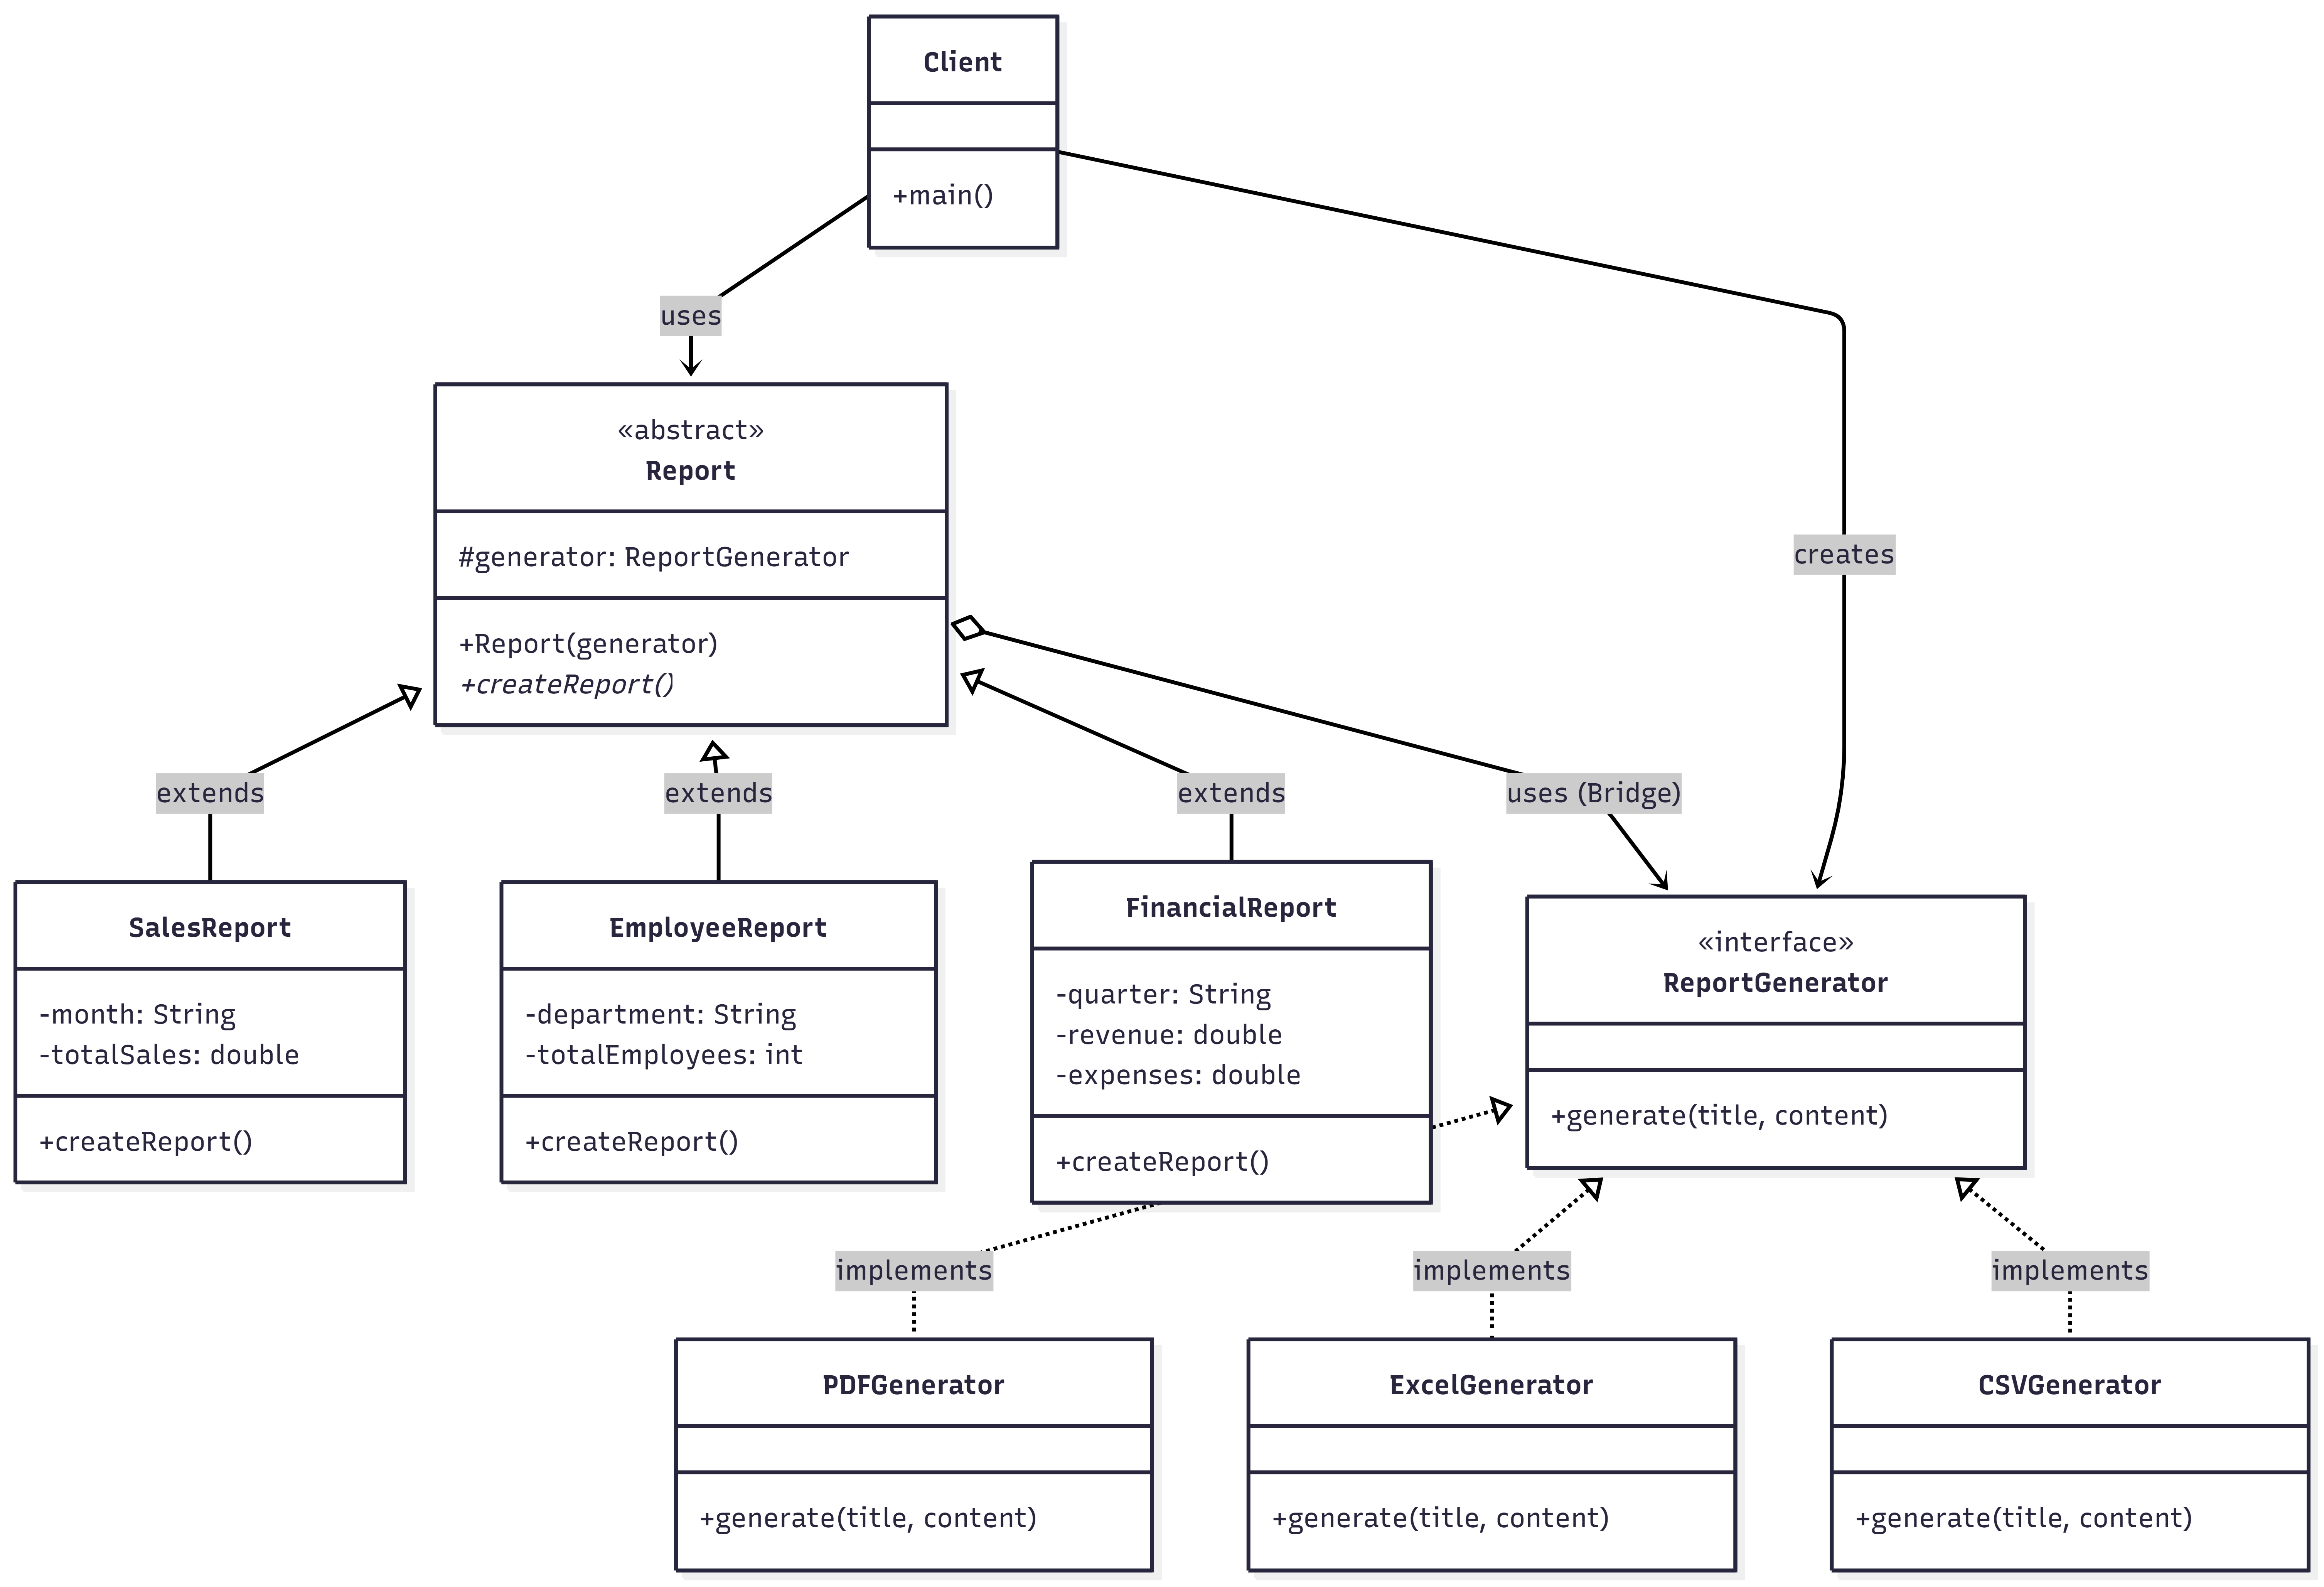 Client
+main()
uses
«abstract»
Report
#generator: ReportGenerator
+Report(generator)
+createReport()
creates
extends
extends
extends
uses (Bridge)
SalesReport
-month: String
-totalSales: double
+createReport()
EmployeeReport
-department: String
-totalEmployees: int
+createReport()
FinancialReport
-quarter: String
-revenue: double
-expenses: double
+createReport()
«interface»
ReportGenerator
+generate(title, content)
implements
implements
implements
PDFGenerator
+generate(title, content)
ExcelGenerator
+generate(title, content)
CSVGenerator
+generate(title, content)